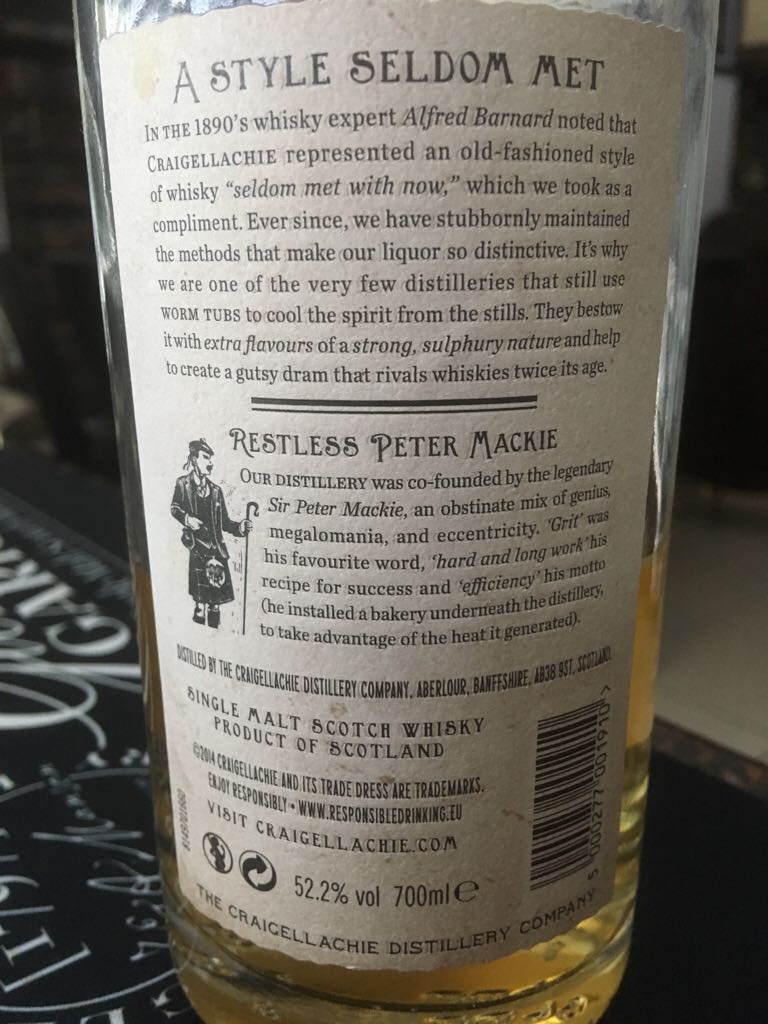 A STYLE SELDOM MET
IN THE 1890'S whisky expert Alfred Barnard noted that
CRAIGELLACHIE represented an old-fashioned style
of whisky "seldom met with now," which we took as a
compliment. Ever since, we have stubbornly maintained
the methods that make our liquor so distinctive. It's why
we are one of the very few distilleries that still use
WORM TUBS to cool the spirit from the stills. They bestow
it with extra flavours of a strong, sulphury nature and help
to create a gutsy dram that rivals whiskies twice its age.
RESTLESS PETER MACKIE
OUR DISTILLERY was co-founded by the legendary
Sir Peter Mackie, an obstinate mix of genius,
megalomania, and eccentricity. 'Grit' was
his favourite word, 'hard and long work' his
recipe for success and 'efficiency' his motto
(he installed a bakery underneath the distillery,
to take advantage of the heat it generated).
DISTILLED BY THE CRAIGELLACHIE DISTILLERY COMPANY, ABERLOUR, BANFFSHIRE, AB38 9ST, SCOTLAND.
SINGLE MALT SCOTCH WHISKY
PRODUCT OF SCOTLAND
©2014 CRAIGELLACHIE AND ITS TRADE DRESS ARE TRADEMARKS.
ENJOY RESPONSIBLY • WWW.RESPONSIBLEDRINKING.EU
VISIT CRAIGELLACHIE.COM
52.2% vol 700ml e
THE CRAIGELLACHIE DISTILLERY COMPANY
5 000277 001910 >